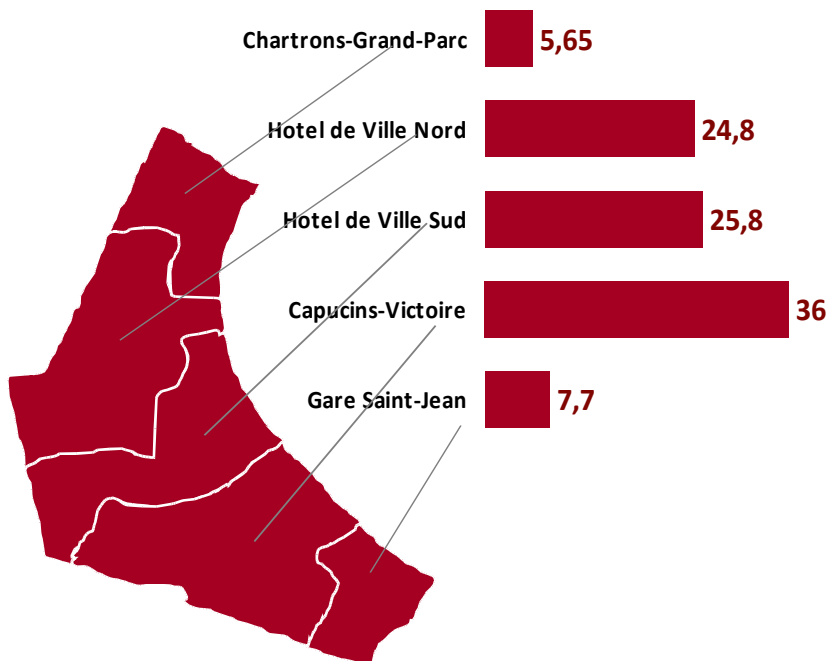 Chartrons-Grand-Parc 5,65
Hotel de Ville Nord 24,8
Hotel de Ville Sud 25,8
Capucins-Victoire 36
Gare Saint-Jean 7,7